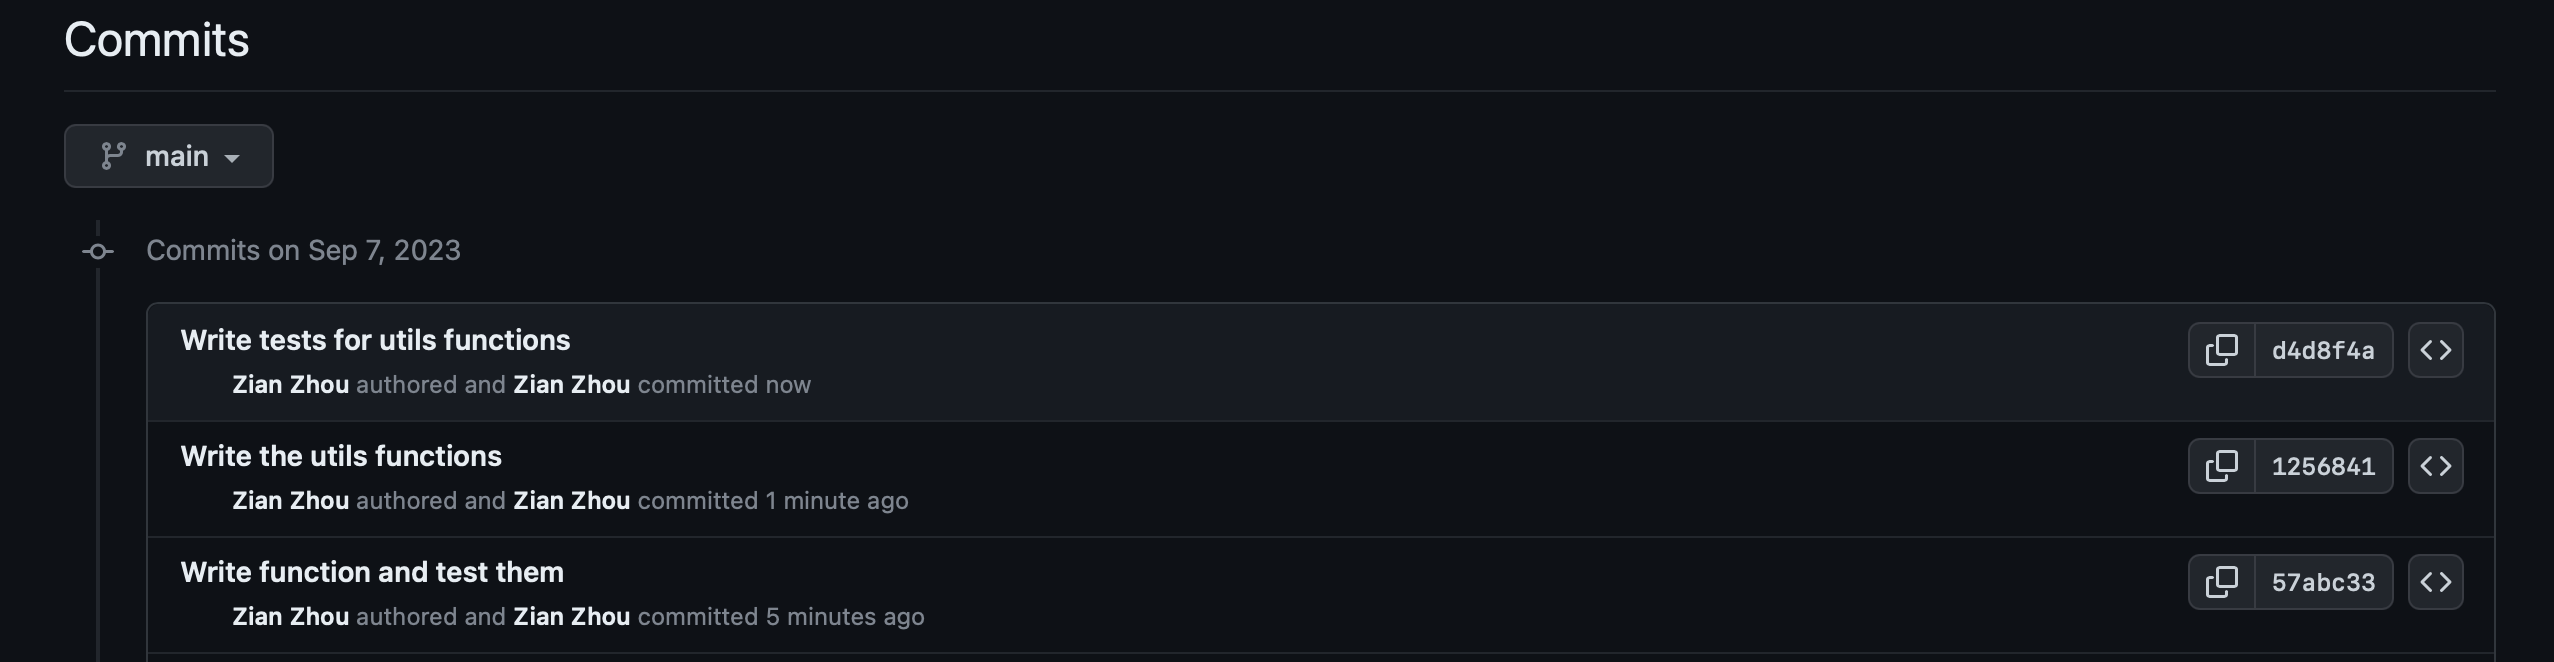 Commits
main
Commits on Sep 7, 2023
Write tests for utils functions
d4d8f4a
Zian Zhou authored and Zian Zhou committed now
Write the utils functions
1256841
Zian Zhou authored and Zian Zhou committed 1 minute ago
Write function and test them
57abc33
Zian Zhou authored and Zian Zhou committed 5 minutes ago